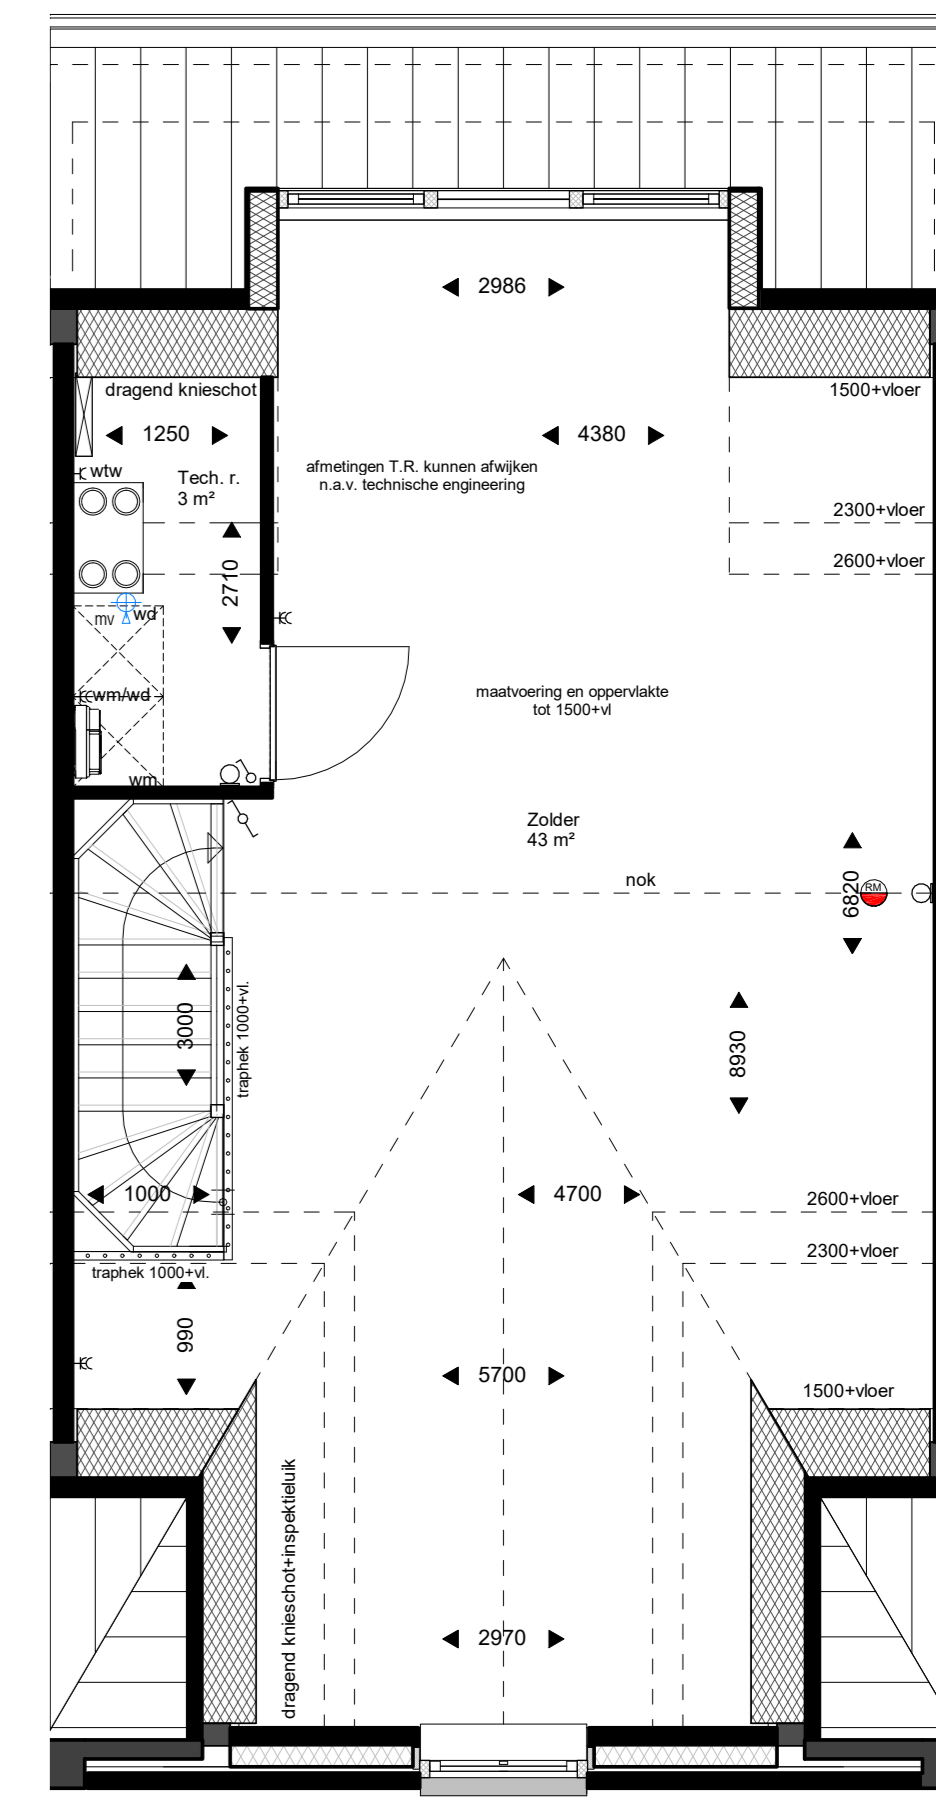 2986
dragend knieschot
1500+vloer
1250
4380
wtw
Tech. r.
3 m²
afmetingen T.R. kunnen afwijken
n.a.v. technische engineering
2300+vloer
2600+vloer
2710
mv
wd
maatvoering en oppervlakte
tot 1500+vl
wm/wd
wm
Zolder
43 m²
nok
6820
RM
3000
traphek 1000+vl.
8930
1000
4700
2600+vloer
2300+vloer
traphek 1000+vl.
990
5700
1500+vloer
dragend knieschot+inspektieluik
2970